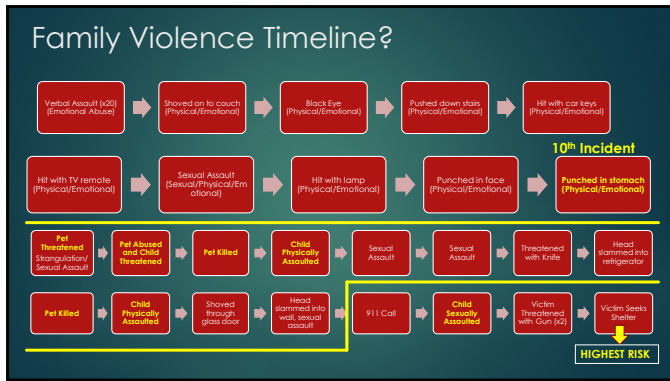 Family Violence Timeline?
Verbal Assault (x20)
(Emotional Abuse)
Shoved on to couch
(Physical/Emotional)
Black Eye
(Physical/Emotional)
Pushed down stairs
(Physical/Emotional)
Hit with car keys
(Physical/Emotional)
10th Incident
Hit with TV remote
(Physical/Emotional)
Sexual Assault
(Sexual/Physical/Em
otional)
Hit with lamp
(Physical/Emotional)
Punched in face
(Physical/Emotional)
Punched in stomach
(Physical/Emotional)
Pet
Threatened
Strangulation/
Sexual Assault
Pet Abused
and Child
Threatened
Pet Killed
Child
Physically
Assaulted
Sexual
Assault
Sexual
Assault
Threatened
with Knife
Head
slammed into
refrigerator
Pet Killed
Child
Physically
Assaulted
Shoved
through
glass door
Head
slammed into
wall, sexual
assault
911 Call
Child
Sexually
Assaulted
Victim
Threatened
with Gun (x2)
Victim Seeks
Shelter
HIGHEST RISK